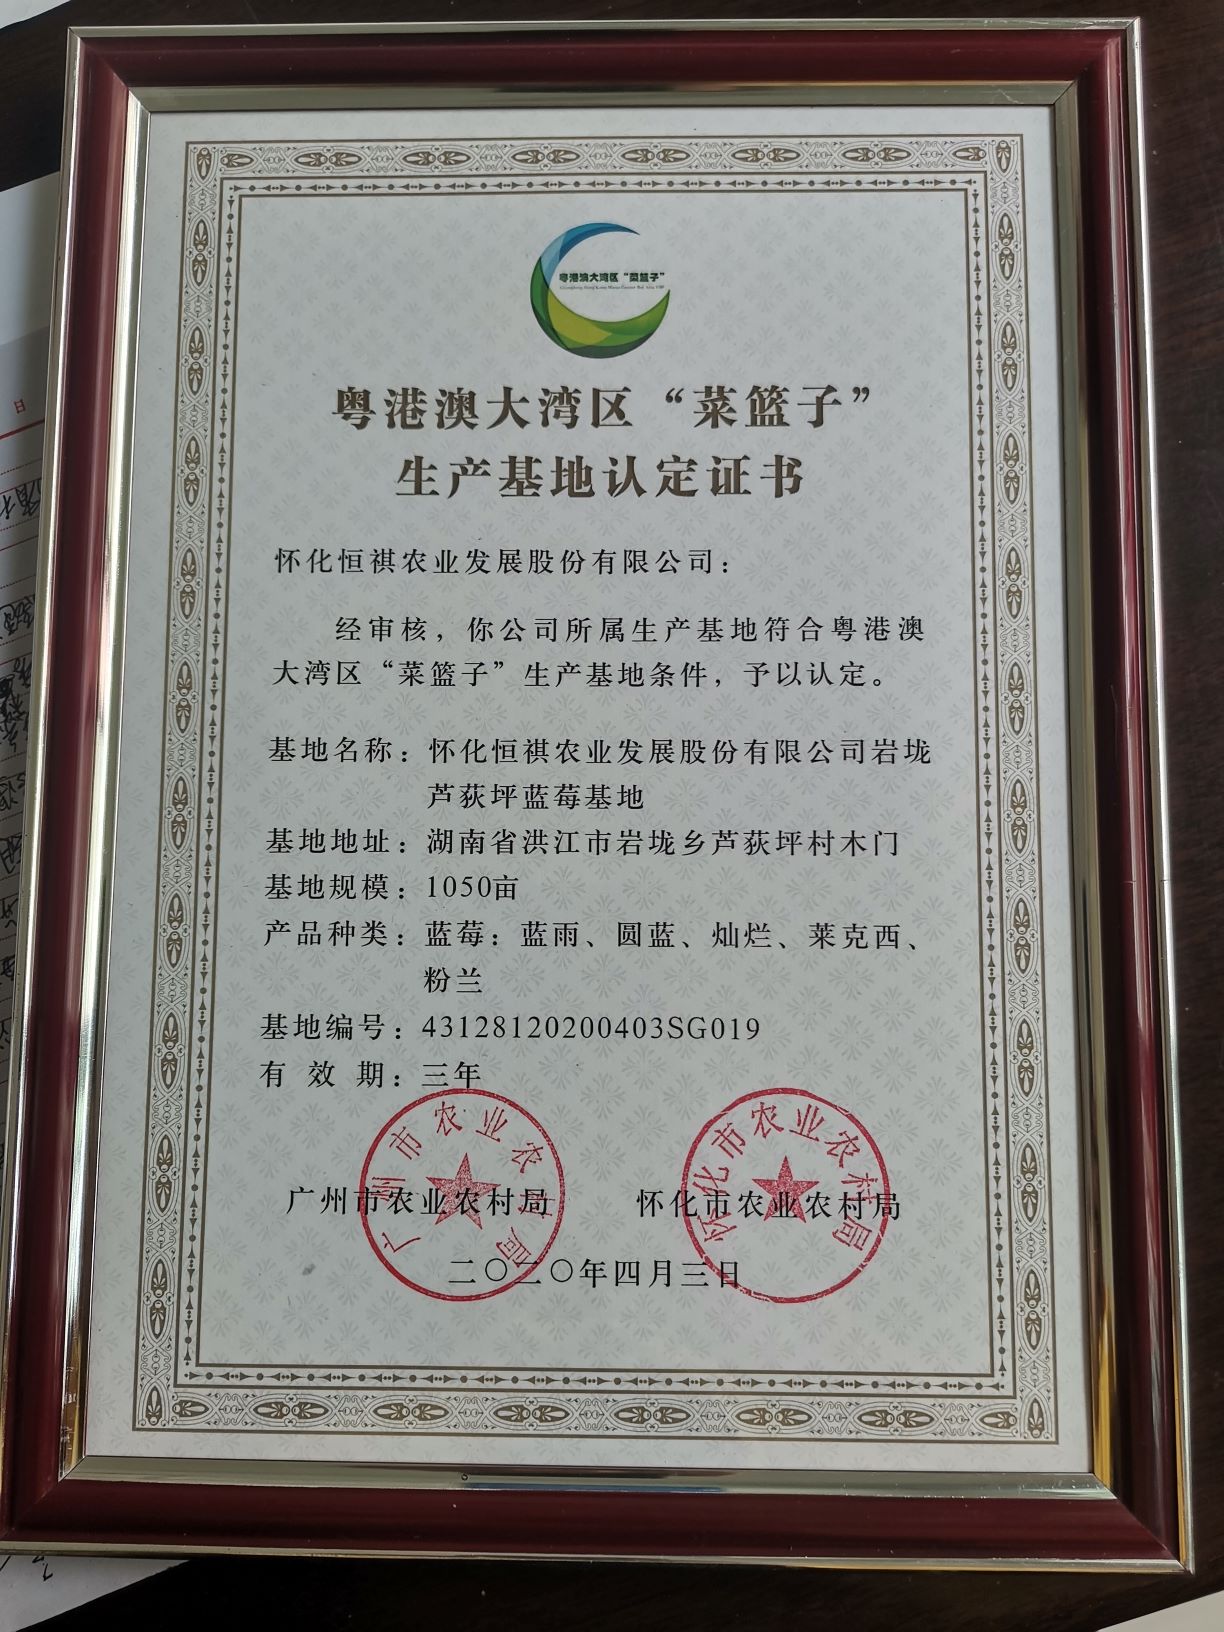 粤港澳大湾区“菜篮子”
粤港澳大湾区“菜篮子”
生产基地认定证书
怀化恒祺农业发展股份有限公司：
经审核，你公司所属生产基地符合粤港澳
大湾区“菜篮子”生产基地条件，予以认定。
基地名称：怀化恒祺农业发展股份有限公司岩垅
芦荻坪蓝莓基地
基地地址：湖南省洪江市岩垅乡芦荻坪村木门
基地规模：1050亩
产品种类：蓝莓：蓝雨、圆蓝、灿烂、莱克西、
粉兰
基地编号：43128120200403SG019
有 效 期：三年
广州市农业农村局
怀化市农业农村局
广州市农业农村局 怀化市农业农村局
二〇二〇年四月三日
日